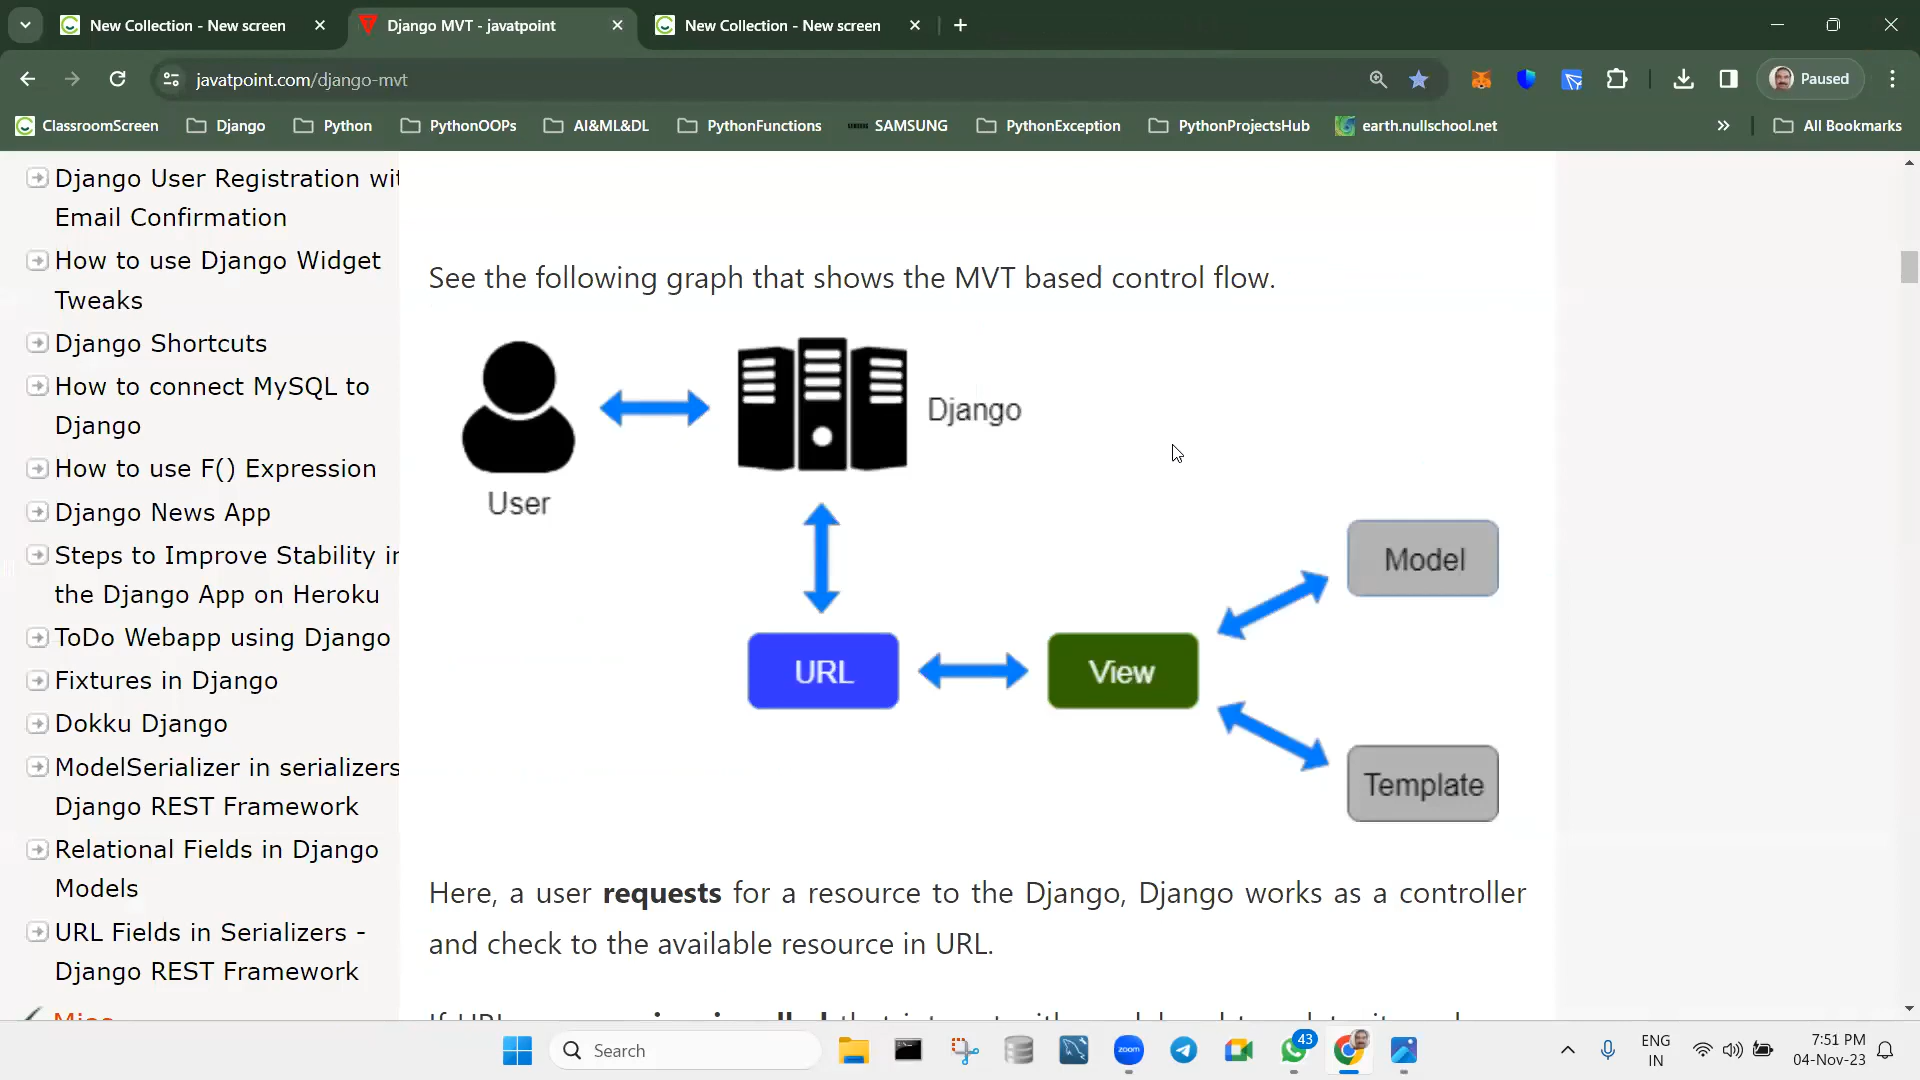 New Collection - New screen
Django MVT - javatpoint
New Collection - New screen
javatpoint.com/django-mvt
Paused
ClassroomScreen
Django
Python
PythonOOPs
AI&ML&DL
PythonFunctions
SAMSUNG
PythonException
PythonProjectsHub
earth.nullschool.net
All Bookmarks
Django User Registration wit
Email Confirmation
How to use Django Widget
Tweaks
Django Shortcuts
How to connect MySQL to
Django
How to use F() Expression
Django News App
Steps to Improve Stability in
the Django App on Heroku
ToDo Webapp using Django
Fixtures in Django
Dokku Django
ModelSerializer in serializers
Django REST Framework
Relational Fields in Django
Models
URL Fields in Serializers -
Django REST Framework
Misc
See the following graph that shows the MVT based control flow.
User
Django
URL
View
Model
Template
Here, a user requests for a resource to the Django, Django works as a controller
and check to the available resource in URL.
Search
zoom
43
ENG
IN
7:51 PM
04-Nov-23